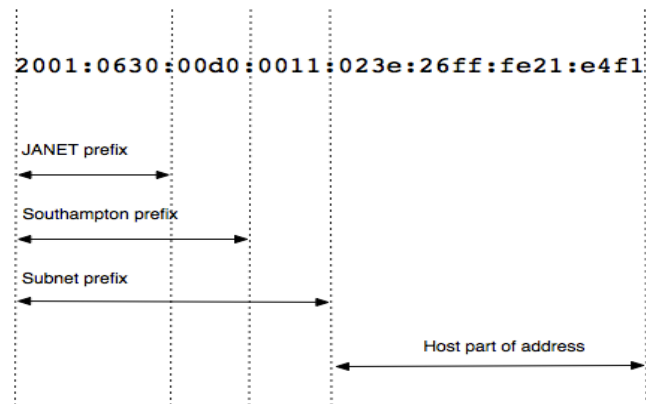 2001:0630:00d0:0011:023e:26ff:fe21:e4f1
JANET prefix
Southampton prefix
Subnet prefix
Host part of address